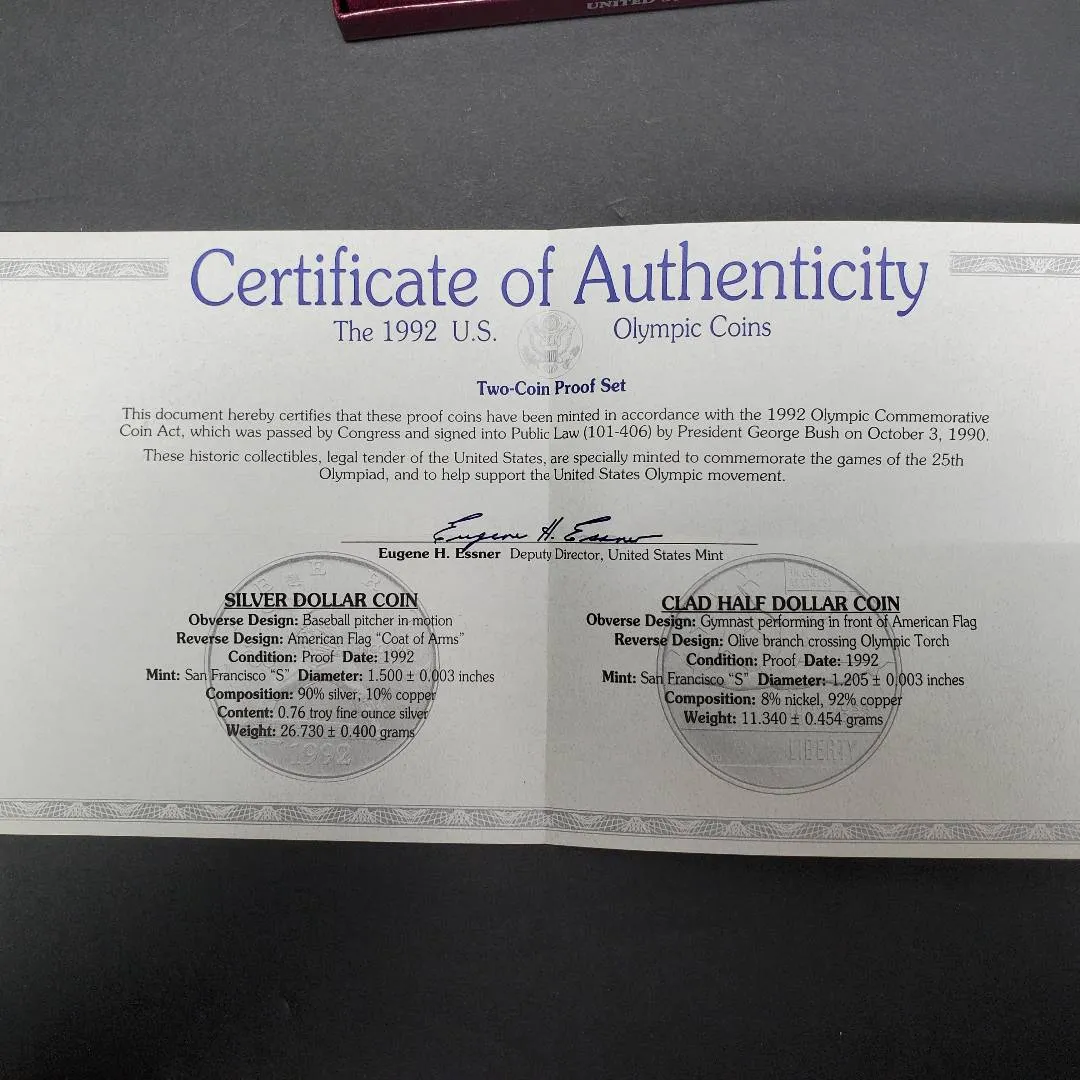 UNITED
Certificate of Authenticity
The 1992 U.S. Olympic Coins
Two-Coin Proof Set
This document hereby certifies that these proof coins have been minted in accordance with the 1992 Olympic Commemorative
Coin Act, which was passed by Congress and signed into Public Law (101-406) by President George Bush on October 3, 1990.
These historic collectibles, legal tender of the United States, are specially minted to commemorate the games of the 25th
Olympiad, and to help support the United States Olympic movement.
Eugene H. Essner
Eugene H. Essner Deputy Director, United States Mint
SILVER DOLLAR COIN
Obverse Design: Baseball pitcher in motion
Reverse Design: American Flag “Coat of Arms”
Condition: Proof Date: 1992
Mint: San Francisco “S” Diameter: 1.500 ± 0.003 inches
Composition: 90% silver, 10% copper
Content: 0.76 troy fine ounce silver
Weight: 26.730 ± 0.400 grams
1992
CLAD HALF DOLLAR COIN
Obverse Design: Gymnast performing in front of American Flag
Reverse Design: Olive branch crossing Olympic Torch
Condition: Proof Date: 1992
Mint: San Francisco “S” Diameter: 1.205 ± 0.003 inches
Composition: 8% nickel, 92% copper
Weight: 11.340 ± 0.454 grams
LIBERTY